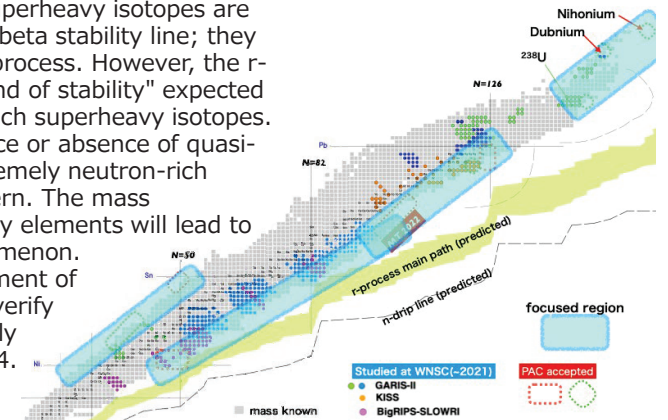 perheavy isotopes are
beta stability line; they
process. However, the r-
nd of stability" expected
ch superheavy isotopes.
ce or absence of quasi-
remely neutron-rich
ern. The mass
y elements will lead to
menon.
ment of
verify
ly
4.
Nihonium
Dubnium
238U
N=126
Pb
N=82
N=50
Sn
Ni
r-process main path (predicted)
n-drip line (predicted)
focused region
Studied at WNSC(~2021)
GARIS-II
KISS
BigRIPS-SLOWRI
PAC accepted
mass known